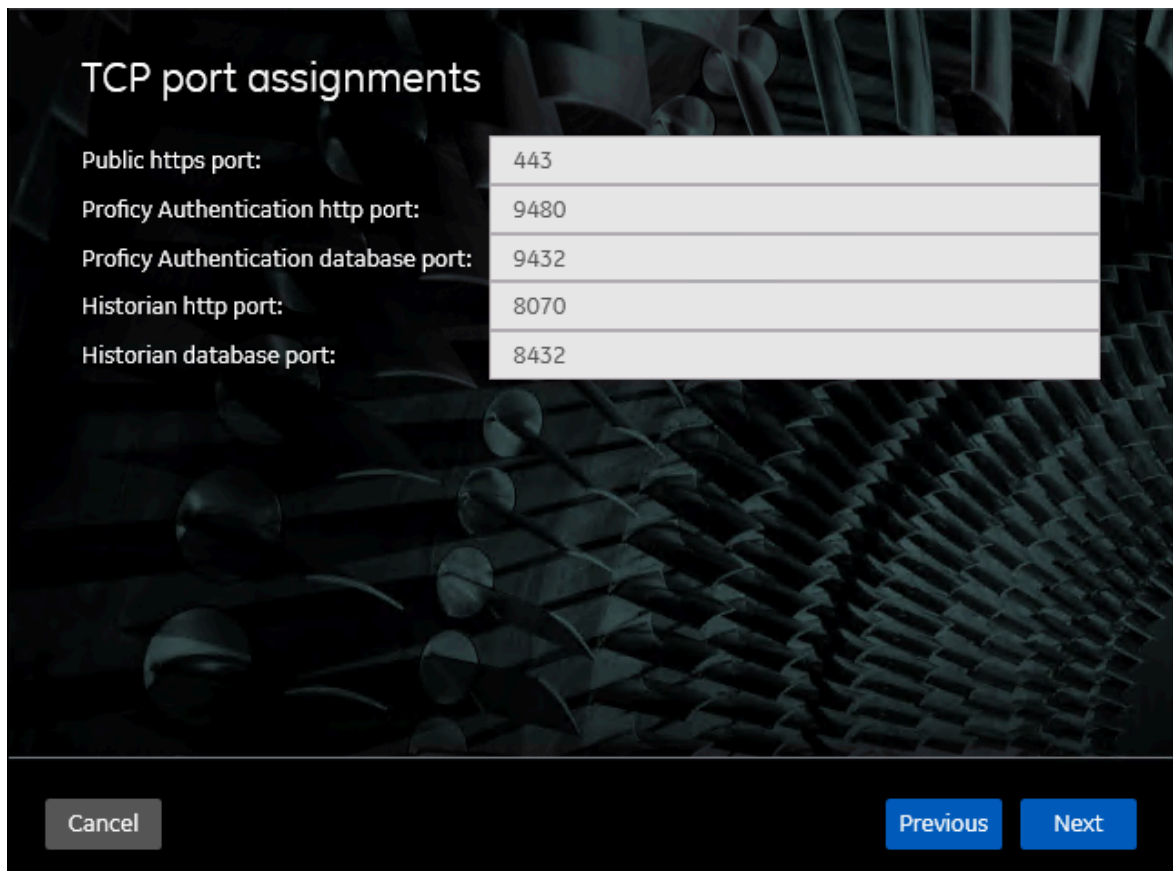 TCP port assignments
Public https port: 443
Proficy Authentication http port: 9480
Proficy Authentication database port: 9432
Historian http port: 8070
Historian database port: 8432
Cancel Previous Next